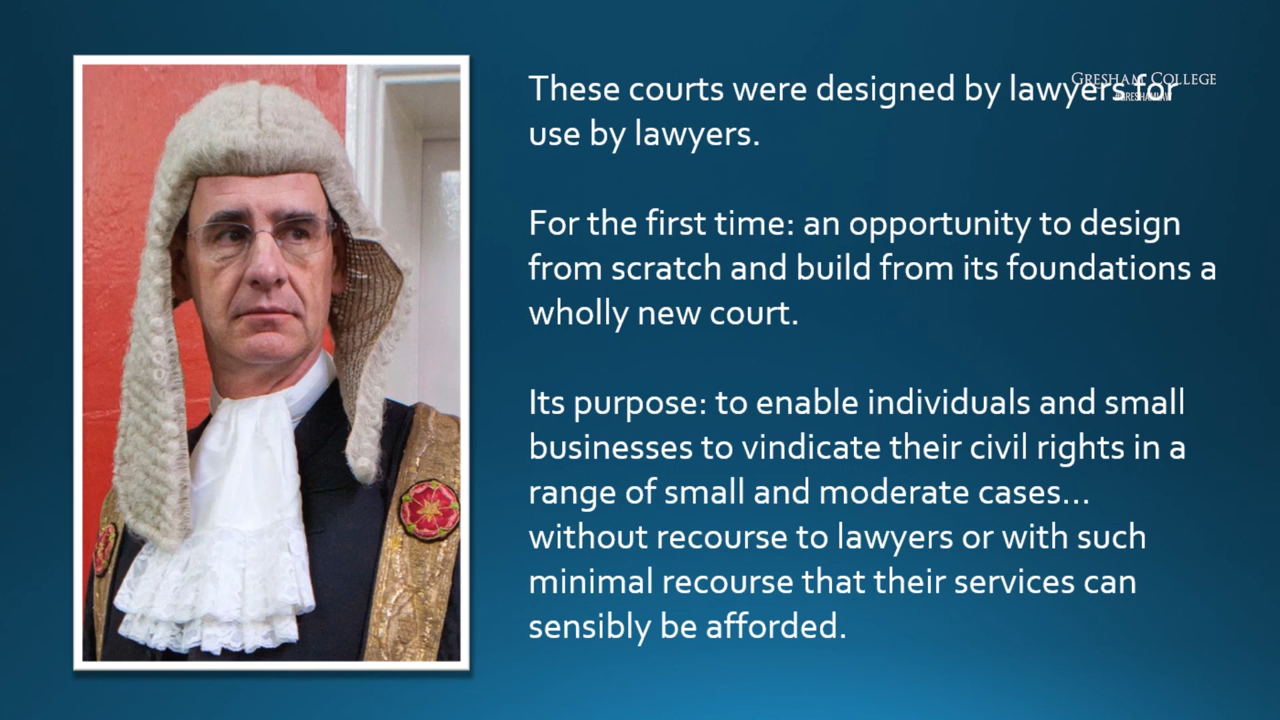 GRESHAM COLLEGE
#GRESHAMLAW
These courts were designed by lawyers for
use by lawyers.
For the first time: an opportunity to design
from scratch and build from its foundations a
wholly new court.
Its purpose: to enable individuals and small
businesses to vindicate their civil rights in a
range of small and moderate cases...
without recourse to lawyers or with such
minimal recourse that their services can
sensibly be afforded.